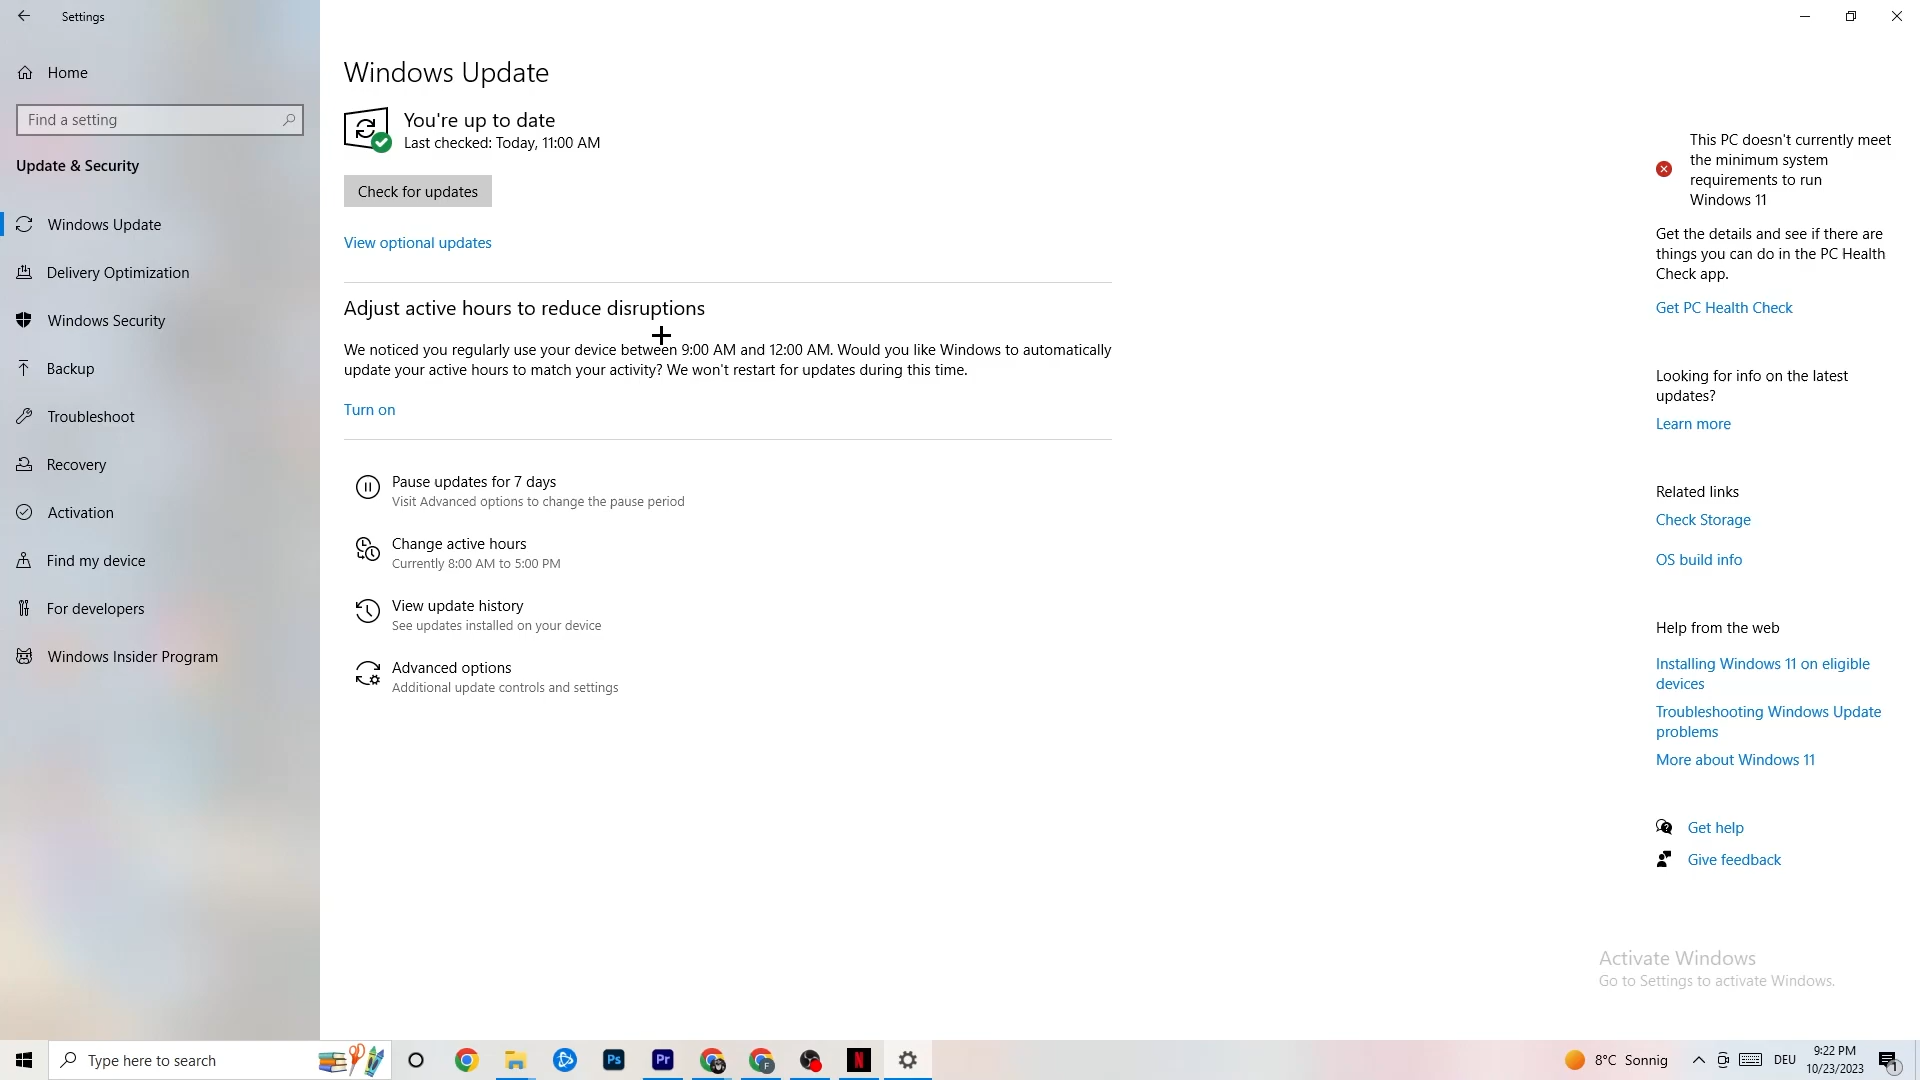 Settings
Home
Find a setting
Update & Security
Windows Update
Delivery Optimization
Windows Security
Backup
Troubleshoot
Recovery
Activation
Find my device
For developers
Windows Insider Program
Windows Update
You're up to date
Last checked: Today, 11:00 AM
Check for updates
View optional updates
Adjust active hours to reduce disruptions
We noticed you regularly use your device between 9:00 AM and 12:00 AM. Would you like Windows to automatically
update your active hours to match your activity? We won't restart for updates during this time.
Turn on
Pause updates for 7 days
Visit Advanced options to change the pause period
Change active hours
Currently 8:00 AM to 5:00 PM
View update history
See updates installed on your device
Advanced options
Additional update controls and settings
This PC doesn't currently meet
the minimum system
requirements to run
Windows 11
Get the details and see if there are
things you can do in the PC Health
Check app.
Get PC Health Check
Looking for info on the latest
updates?
Learn more
Related links
Check Storage
OS build info
Help from the web
Installing Windows 11 on eligible
devices
Troubleshooting Windows Update
problems
More about Windows 11
Get help
Give feedback
Activate Windows
Go to Settings to activate Windows.
Type here to search
Ps
Pr
F
N
8°C Sonnig
DEU
9:22 PM
10/23/2023
1